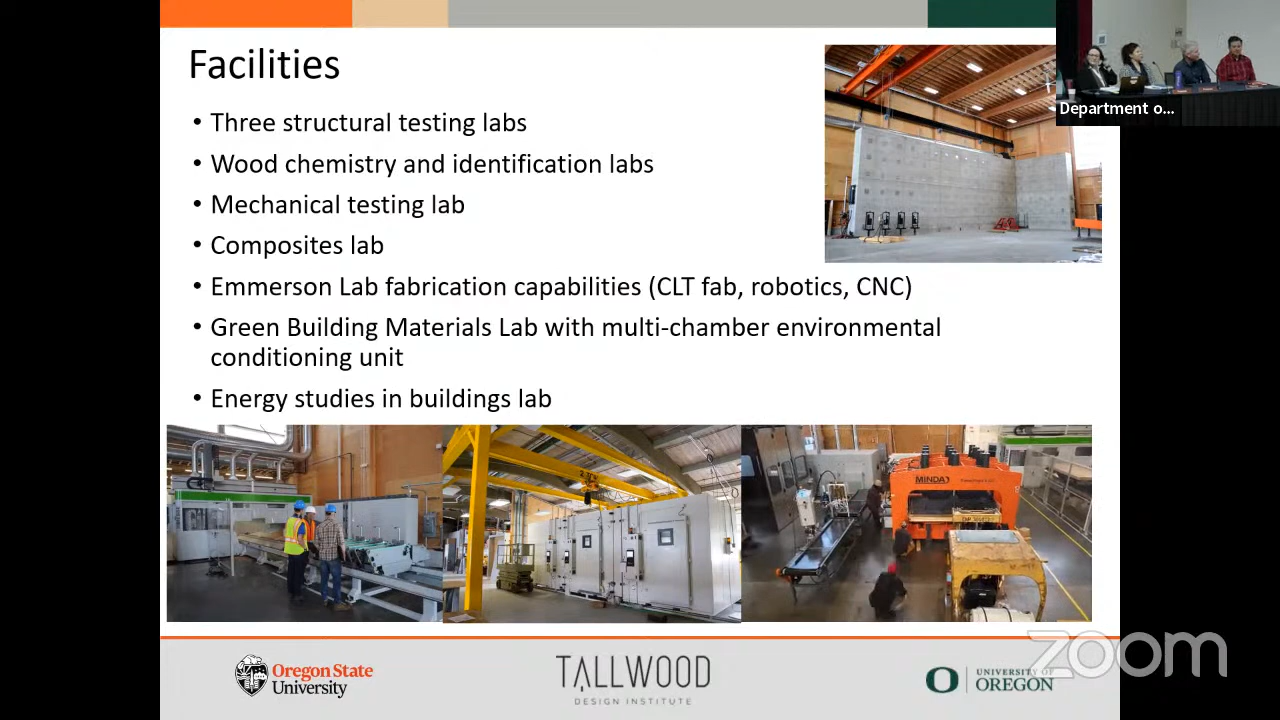 Facilities
• Three structural testing labs
• Wood chemistry and identification labs
• Mechanical testing lab
• Composites lab
• Emmerson Lab fabrication capabilities (CLT fab, robotics, CNC)
• Green Building Materials Lab with multi-chamber environmental
conditioning unit
• Energy studies in buildings lab
Department o...
MINDA
Oregon State
University
TALLWOOD
DESIGN INSTITUTE
UNIVERSITY OF
OREGON
zoom